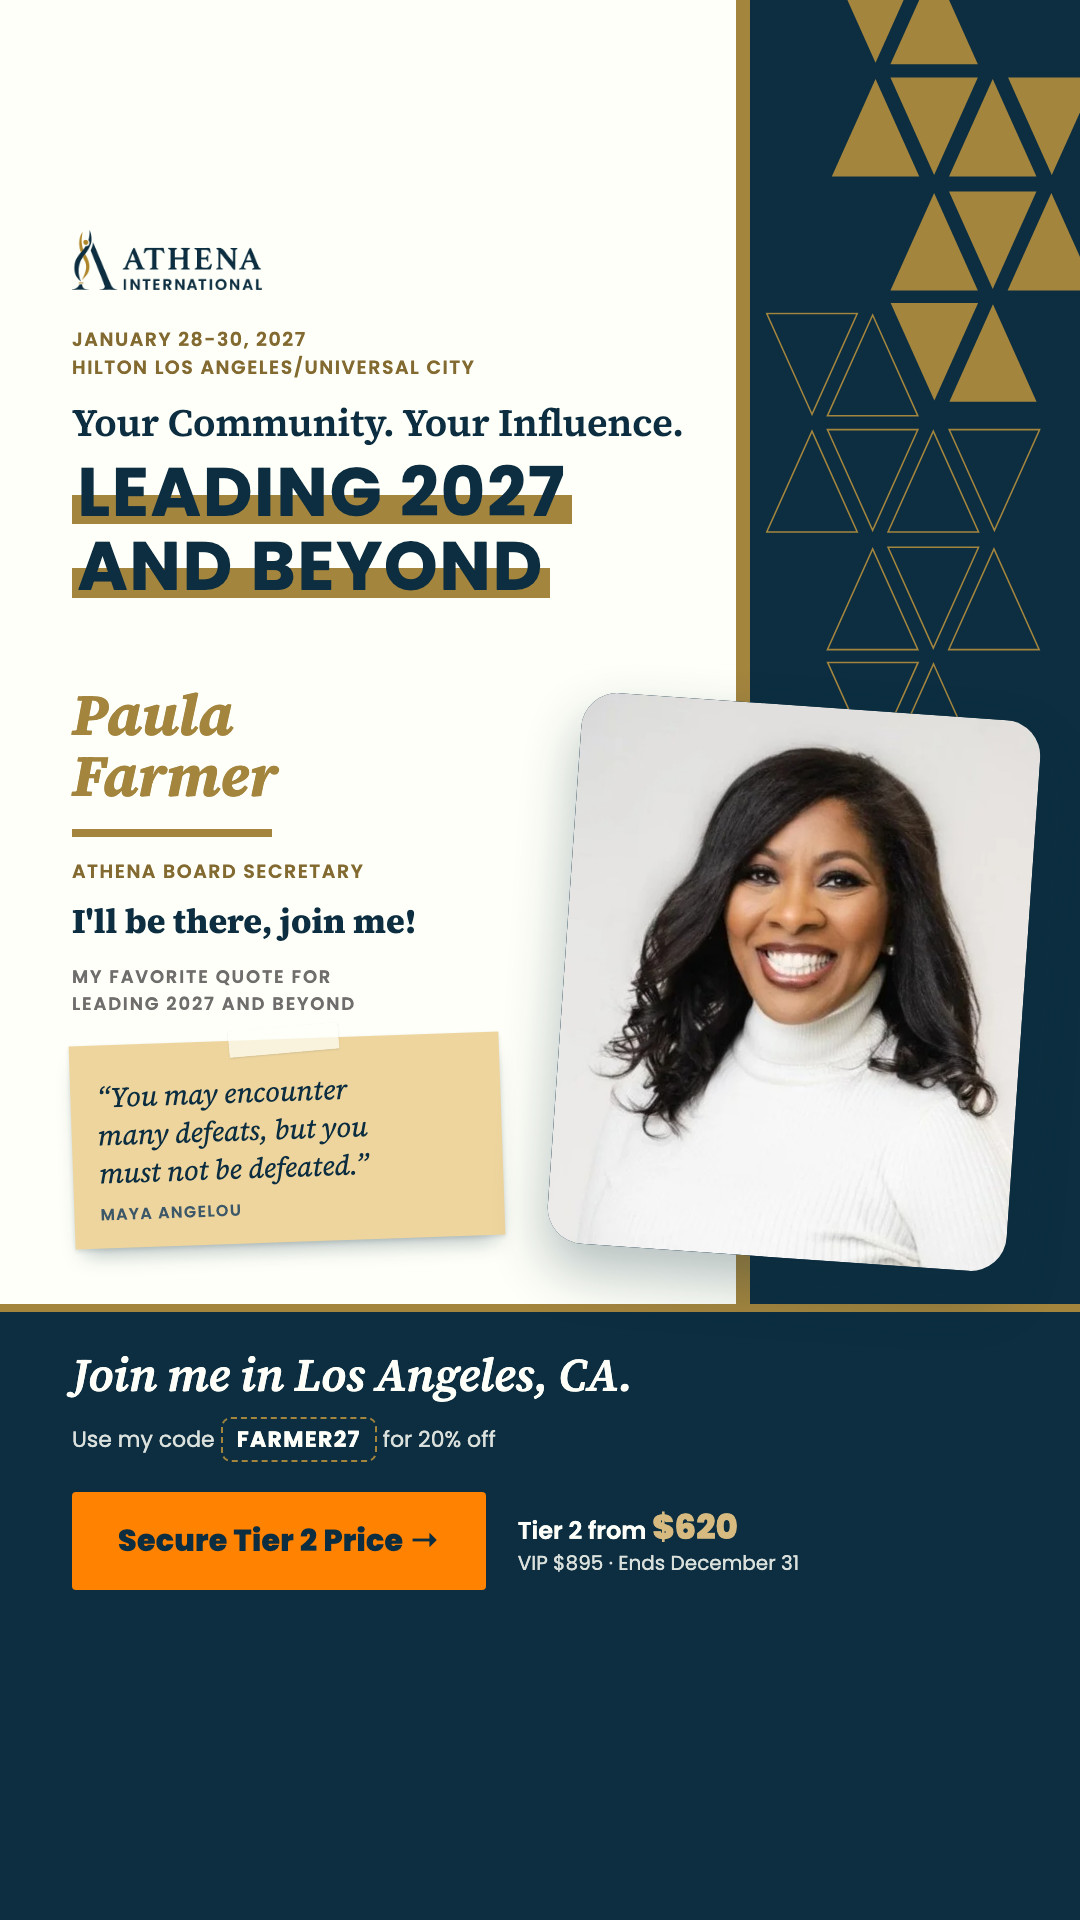 ATHENA
INTERNATIONAL
JANUARY 28-30, 2027
HILTON LOS ANGELES/UNIVERSAL CITY
Your Community. Your Influence.
LEADING 2027
AND BEYOND
Paula
Farmer
ATHENA BOARD SECRETARY
I'll be there, join me!
MY FAVORITE QUOTE FOR
LEADING 2027 AND BEYOND
“You may encounter
many defeats, but you
must not be defeated.”
MAYA ANGELOU
Join me in Los Angeles, CA.
Use my code FARMER27 for 20% off
Secure Tier 2 Price →
Tier 2 from $620
VIP $895 · Ends December 31